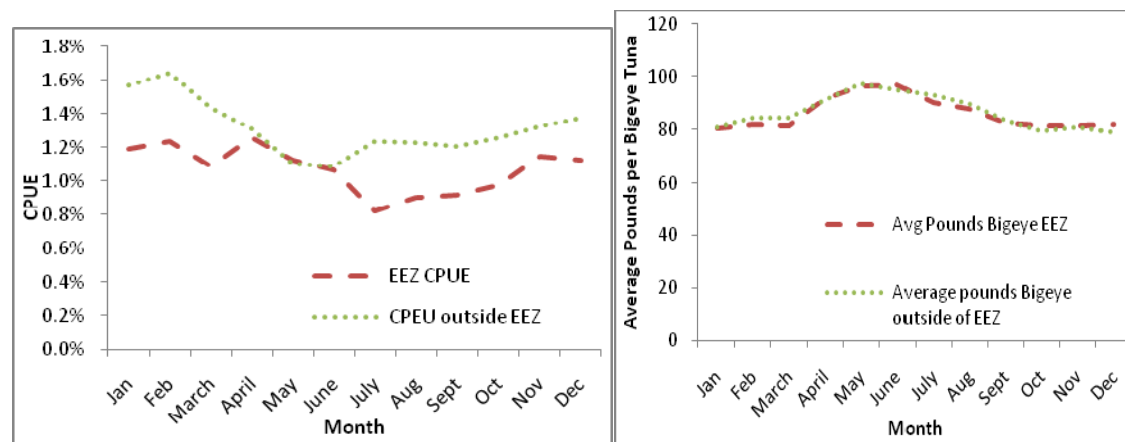 1.8%
1.6%
1.4%
1.2%
1.0%
0.8%
0.6%
0.4%
0.2%
0.0%
CPUE
EEZ CPUE
CPEU outside EEZ
Jan Feb March April May June July Aug Sept Oct Nov Dec
Month
120
100
80
60
40
20
0
Average Pounds per Bigeye Tuna
Avg Pounds Bigeye EEZ
Average pounds Bigeye
outside of EEZ
Jan Feb March April May June July Aug Sept Oct Nov Dec
Month